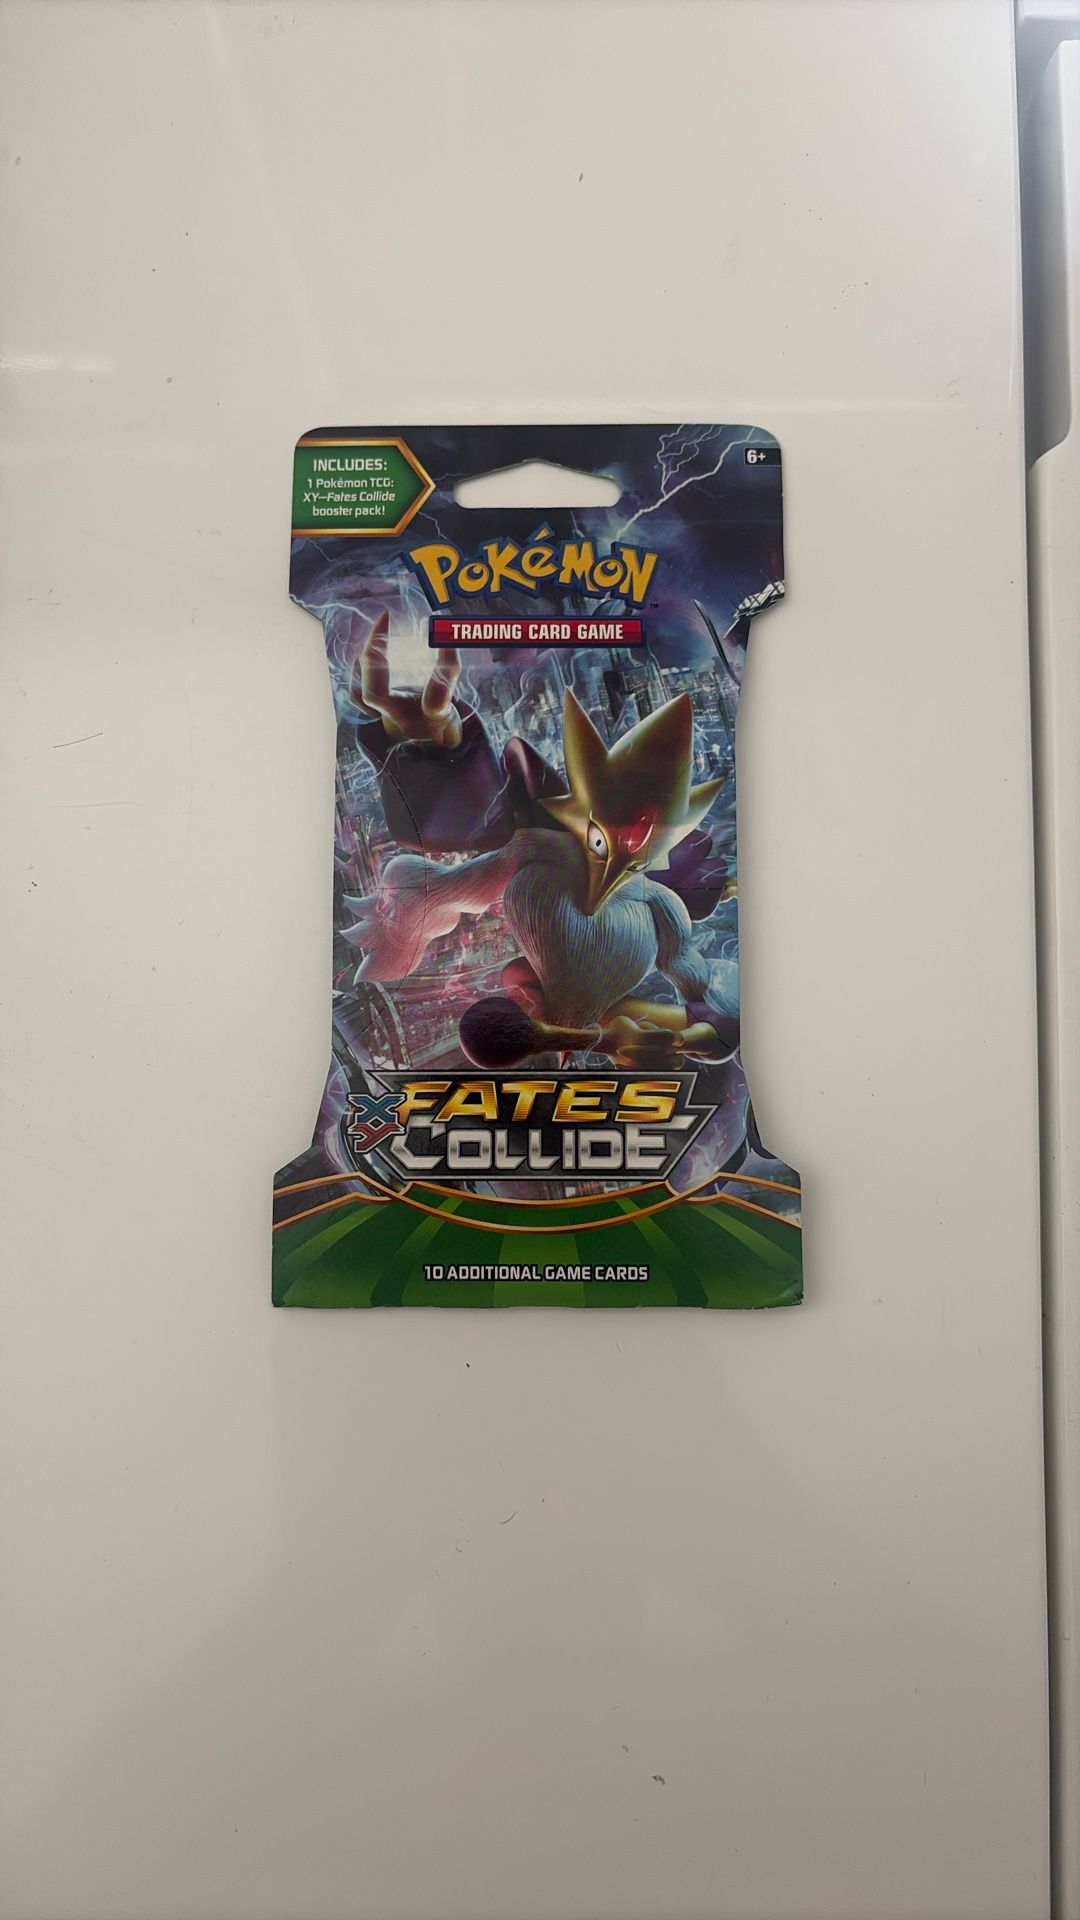 INCLUDES:
1 Pokémon TCG:
XY—Fates Collide
booster pack!
6+
POKéMON™
TRADING CARD GAME
XY FATES
COLLIDE
10 ADDITIONAL GAME CARDS